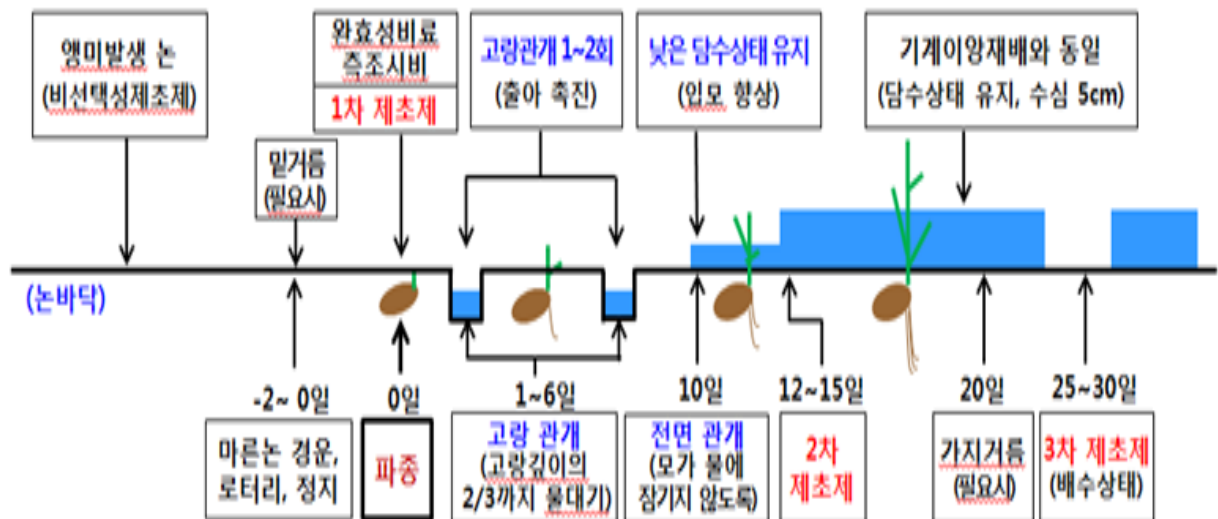 앵미발생 논
(비선택성제초제)
완효성비료
측조시비
1차 제초제
고랑관개 1~2회
(출아 촉진)
낮은 담수상태 유지
(입모 향상)
기계이앙재배와 동일
(담수상태 유지, 수심 5cm)
밑거름
(필요시)
(논바닥)
-2~ 0일
0일
1~6일
10일
12~15일
20일
25~30일
마른논 경운,
로터리, 정지
파종
고랑 관개
(고랑깊이의
2/3까지 물대기)
전면 관개
(모가 물에
잠기지 않도록)
2차
제초제
가지거름
(필요시)
3차 제초제
(배수상태)